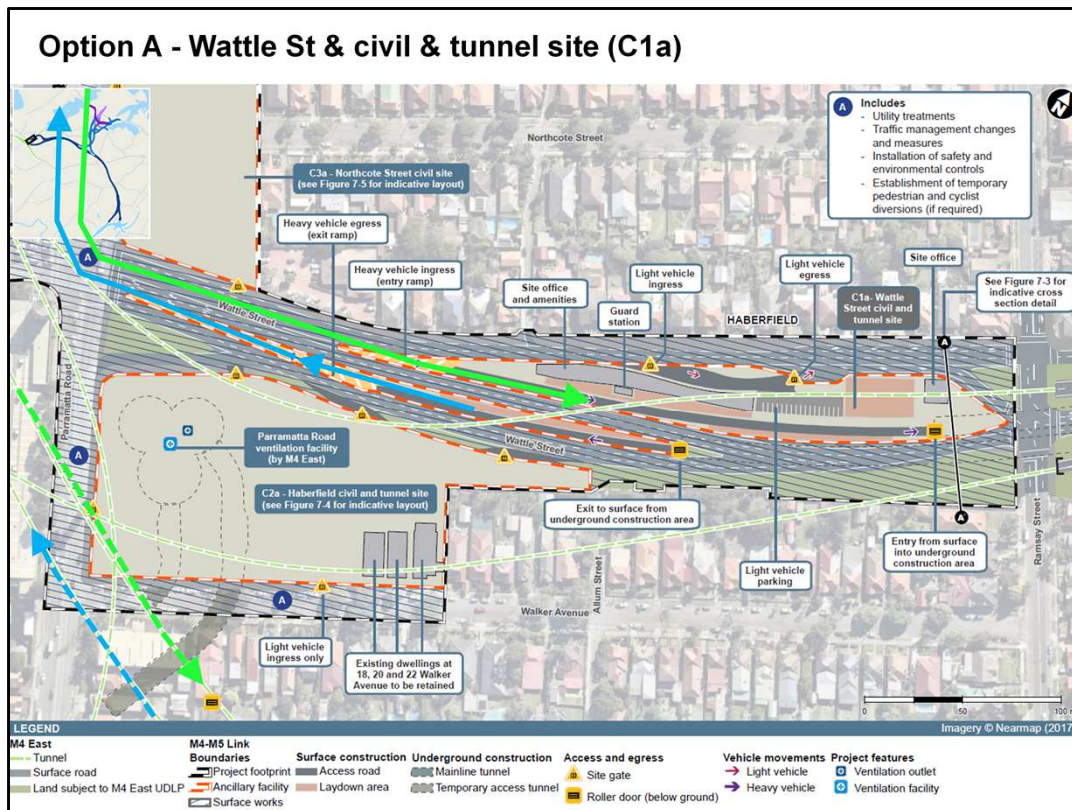 Option A - Wattle St & civil & tunnel site (C1a)
A
Includes
- Utility treatments
- Traffic management changes
and measures
- Installation of safety and
environmental controls
- Establishment of temporary
pedestrian and cyclist
diversions (if required)
N
Northcote Street
C3a - Northcote Street civil site
(see Figure 7-5 for indicative layout)
Heavy vehicle egress
(exit ramp)
Heavy vehicle ingress
(entry ramp)
Site office
and amenities
Guard
station
Light vehicle
ingress
Light vehicle
egress
C1a- Wattle
Street civil and
tunnel site
Site office
See Figure 7-3 for
indicative cross
section detail
HABERFIELD
A
A
Wattle Street
Parramatta Road
A
Parramatta Road
ventilation facility
(by M4 East)
Wattle Street
C2a - Haberfield civil and tunnel site
(see Figure 7-4 for indicative layout)
Exit to surface from
underground construction
area
Light vehicle
parking
A
Entry from surface
into underground
construction area
Ramsay Street
Allum Street
Walker Avenue
A
Light vehicle
ingress only
Existing dwellings at
18, 20 and 22 Walker
Avenue to be retained
0 50 100 m
LEGEND
Imagery © Nearmap (2017)
M4 East
Tunnel
Surface road
Land subject to M4 East UDLP
M4-M5 Link
Boundaries
Project footprint
Ancillary facility
Surface works
Surface construction
Access road
Laydown area
Underground construction
Mainline tunnel
Temporary access tunnel
Access and egress
Site gate
Roller door (below ground)
Vehicle movements
Light vehicle
Heavy vehicle
Project features
Ventilation outlet
Ventilation facility